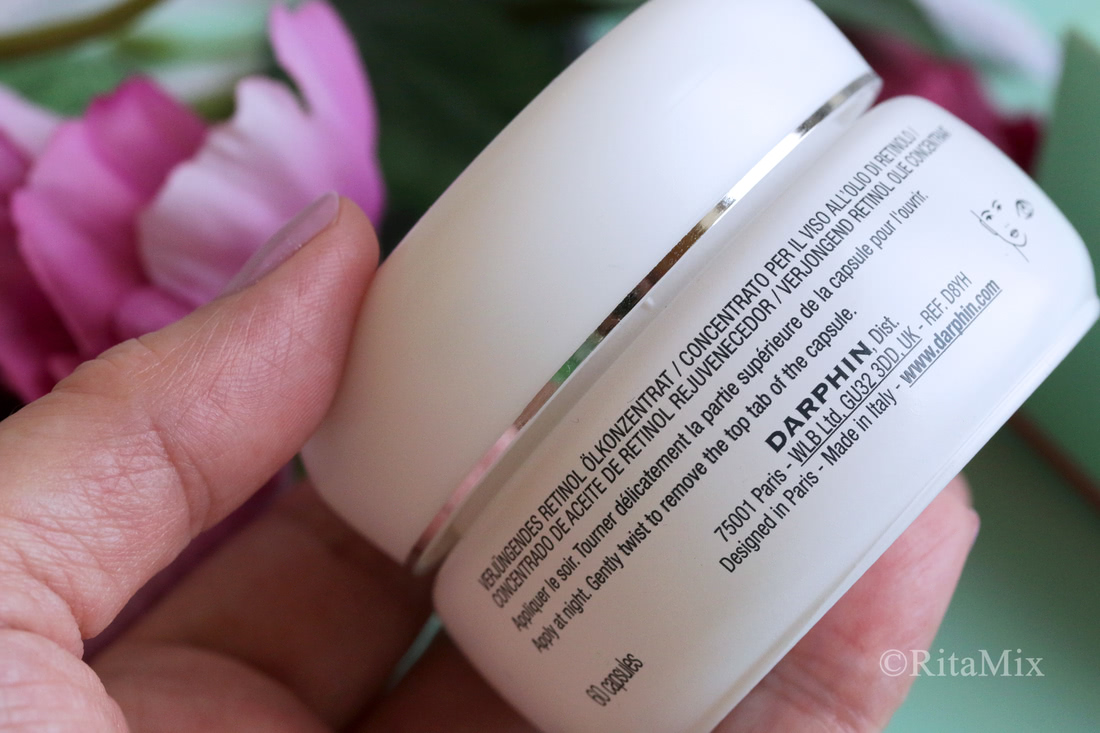 VERJÜNGENDES RETINOL ÖLKONZENTRAT / CONCENTRATO PER IL VISO ALL'OLIO DI RETINOLO /
CONCENTRADO DE ACEITE DE RETINOL REJUVENECEDOR / VERJONGEND RETINOL OLIE CONCENTRAAT
Appliquer le soir. Tourner délicatement la partie supérieure de la capsule pour l'ouvrir.
Apply at night. Gently twist to remove the top tab of the capsule.
DARPHIN, Dist.
75001 Paris - WLB Ltd, GU32 3DD, UK - REF. D8YH
Designed in Paris - Made in Italy - www.darphin.com
60 capsules
©RitaMix